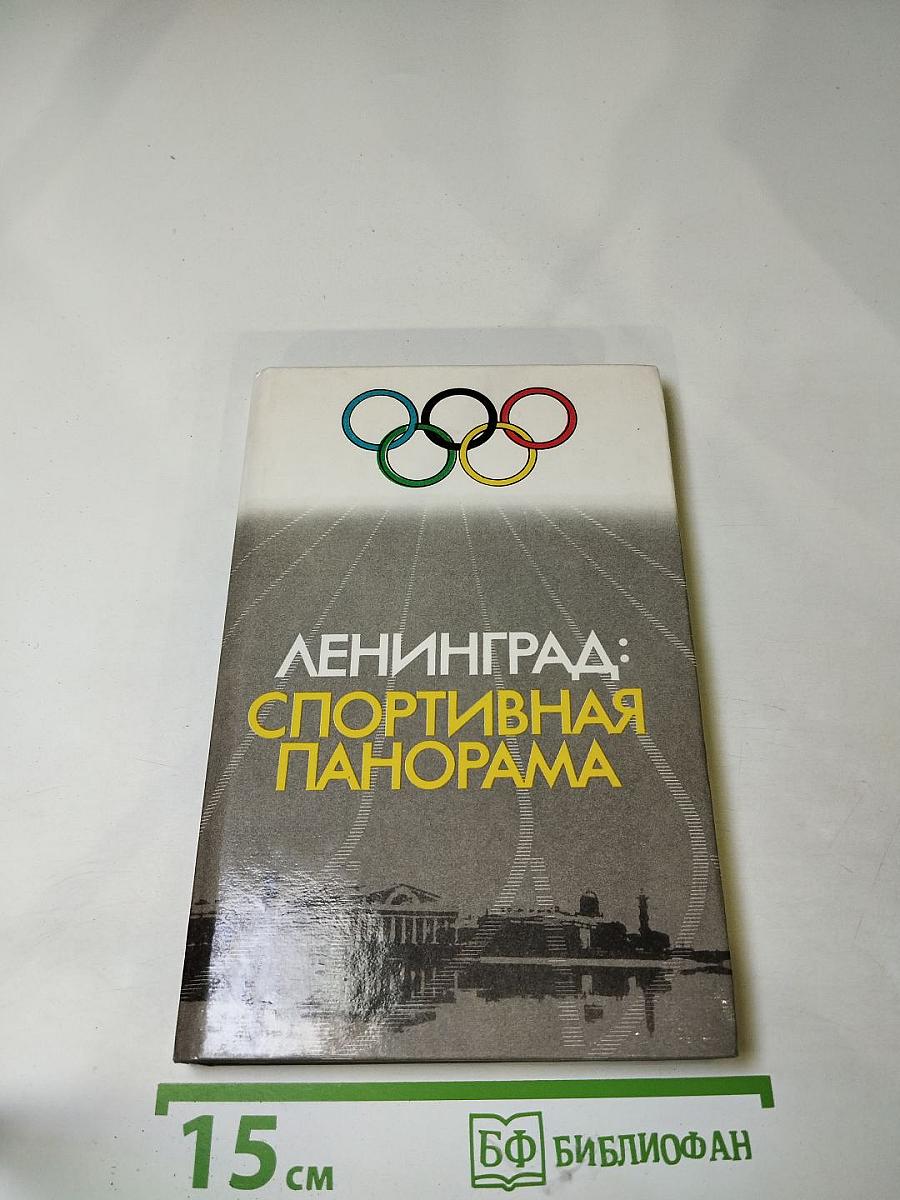 ЛЕНИНГРАД:
СПОРТИВНАЯ
ПАНОРАМА
15 см
БФ БИБЛИОФАН